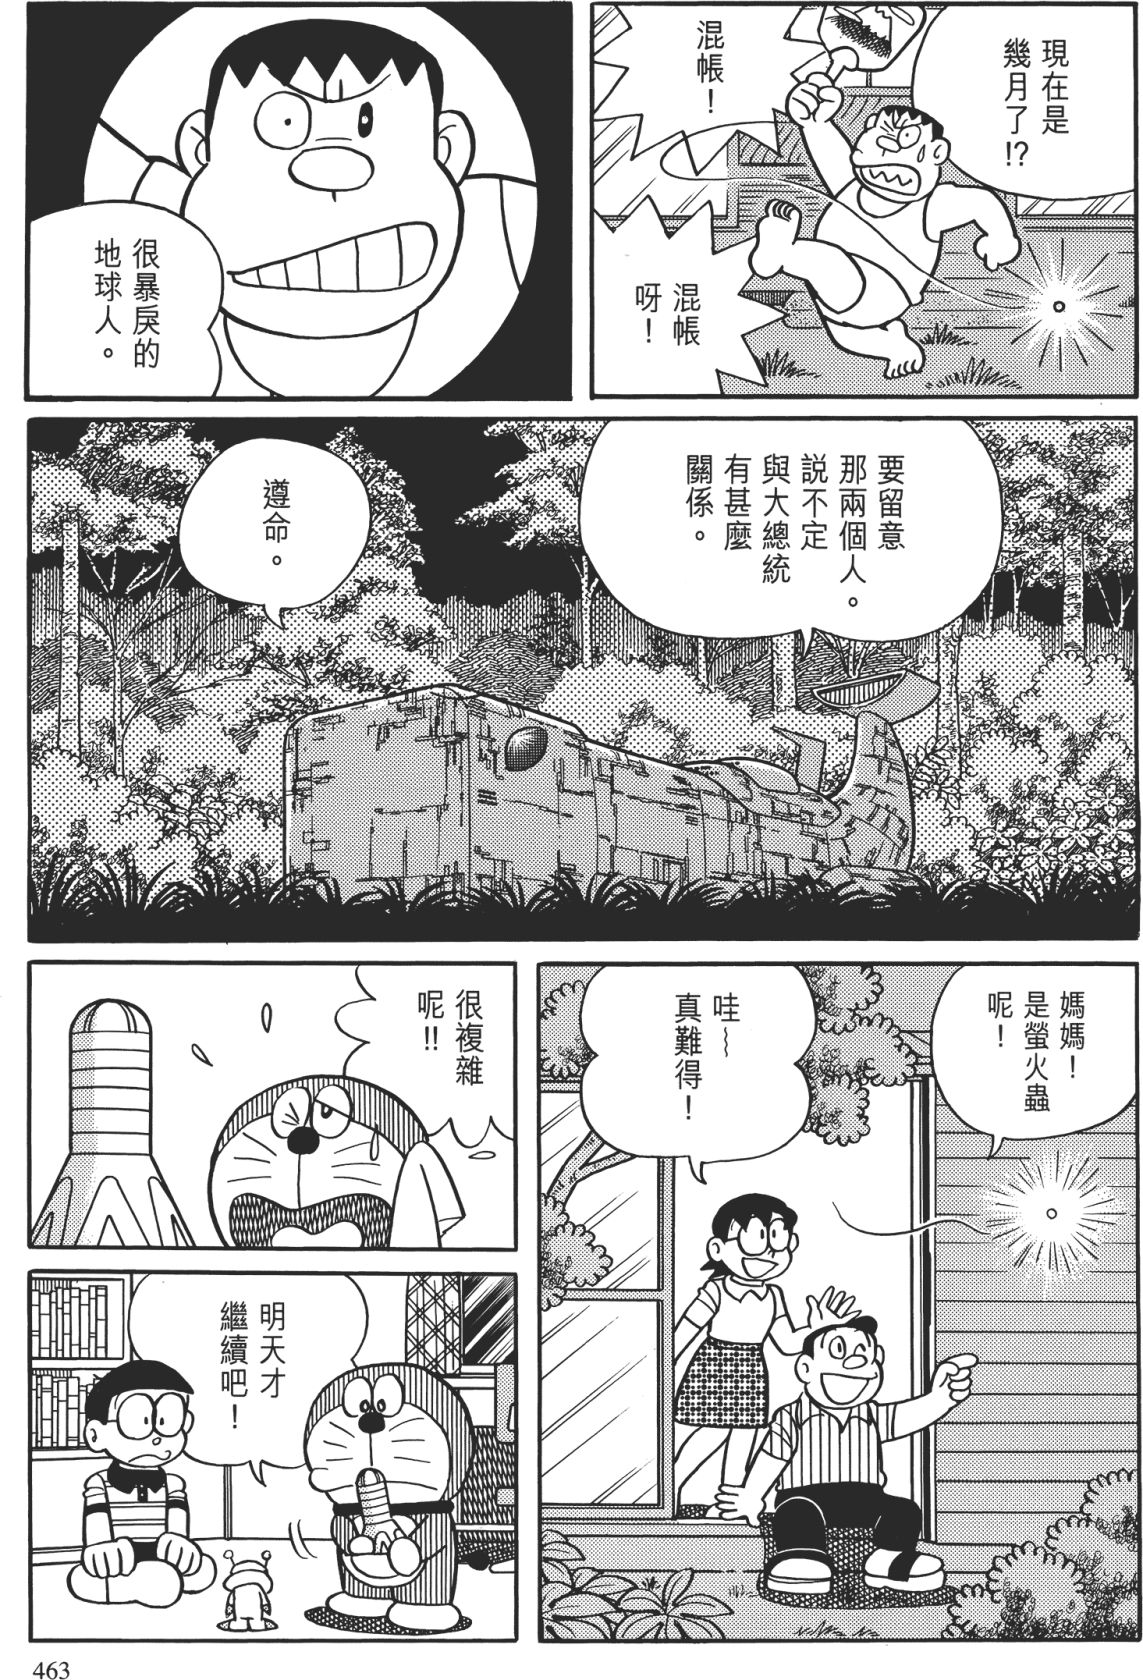 現在是
幾月了!?
混帳！
混帳
呀！
很暴戾的
地球人。
要留意
那兩個人。
説不定
與大總統
有甚麼
關係。
遵命。
媽媽！
是螢火蟲
呢！
哇～
真難得！
很複雜
呢!!
明天才
繼續吧！
463